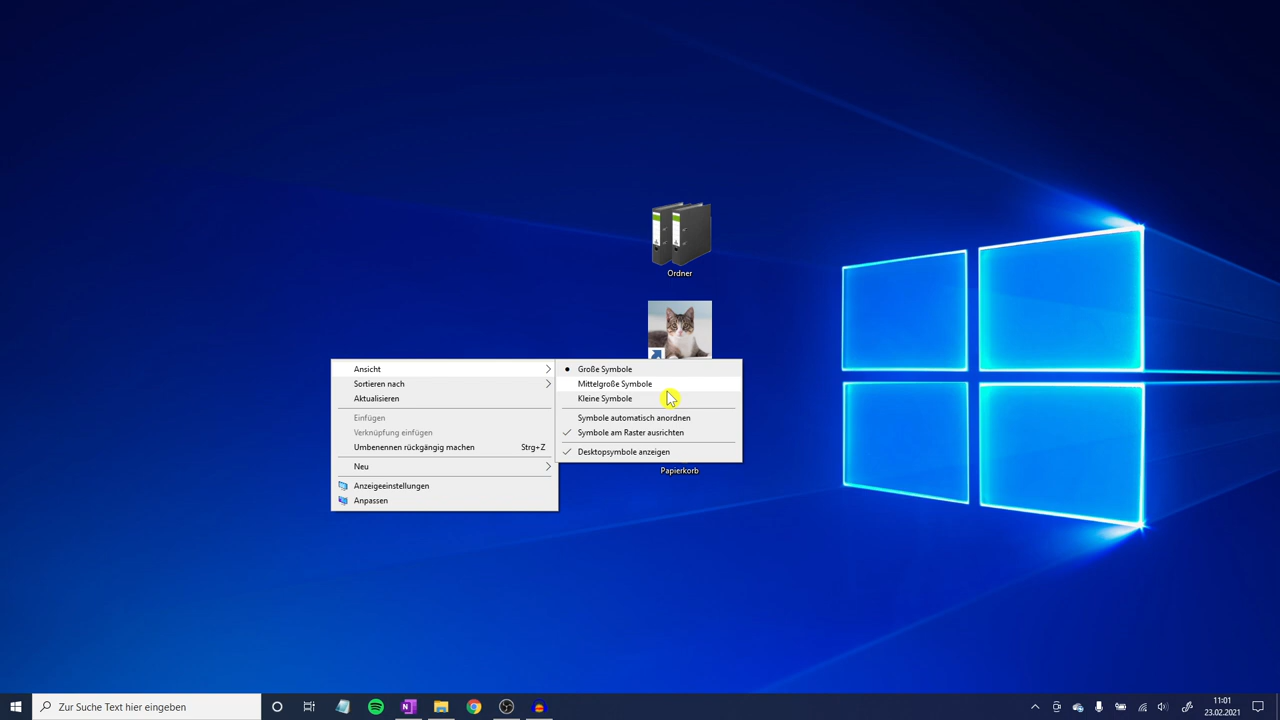 Ordner
Ansicht
Sortieren nach
Aktualisieren
Einfügen
Verknüpfung einfügen
Umbenennen rückgängig machen Strg+Z
Neu
Anzeigeeinstellungen
Anpassen
Große Symbole
Mittelgroße Symbole
Kleine Symbole
Symbole automatisch anordnen
Symbole am Raster ausrichten
Desktopsymbole anzeigen
Papierkorb
Zur Suche Text hier eingeben
11:01
23.02.2021